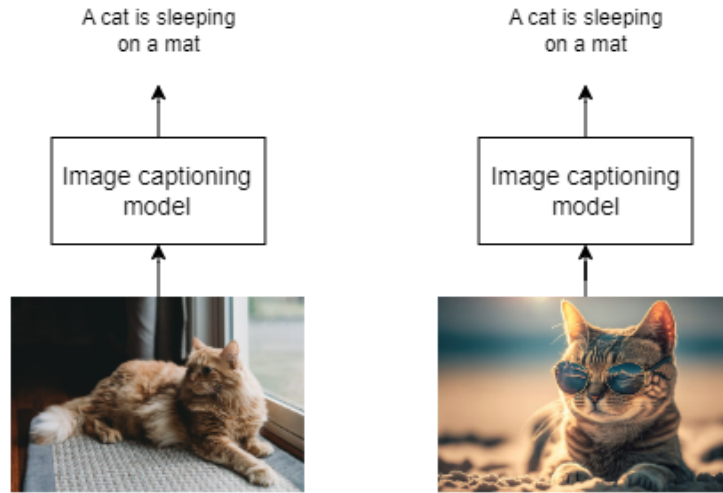 A cat is sleeping
on a mat
A cat is sleeping
on a mat
Image captioning
model
Image captioning
model